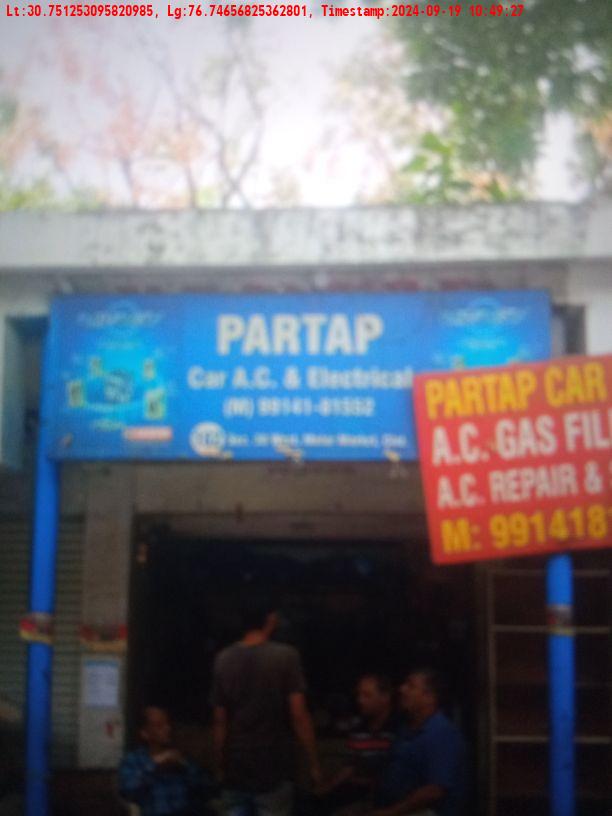 Lt:30.751253095820985, Lg:76.74656825362801, Timestamp:2024-09-19 10:49:27
PARTAP
Car A.C. & Electrical
(M) 99141-81552
PARTAP CAR
A.C. GAS FIL
A.C. REPAIR &
M: 991418